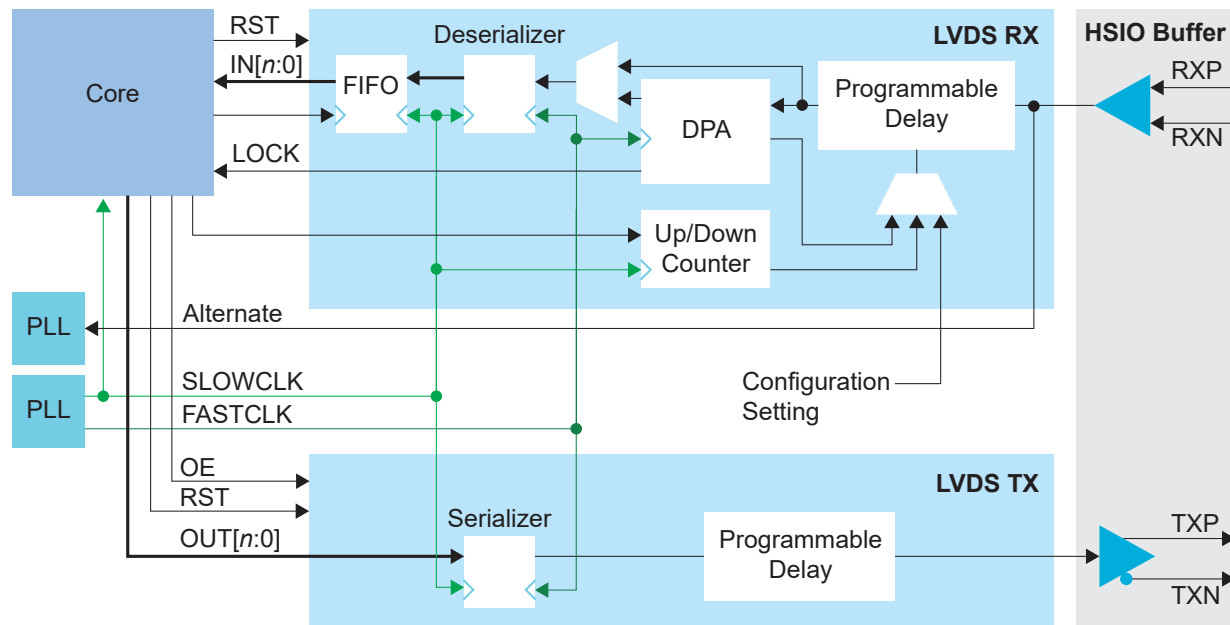 RST
Deserializer
LVDS RX
HSIO Buffer
IN[n:0]
RXP
Core
FIFO
Programmable
Delay
DPA
RXN
LOCK
Up/Down
Counter
Alternate
PLL
SLOWCLK
Configuration
Setting
PLL
FASTCLK
OE
LVDS TX
RST
Serializer
TXP
OUT[n:0]
Programmable
Delay
TXN